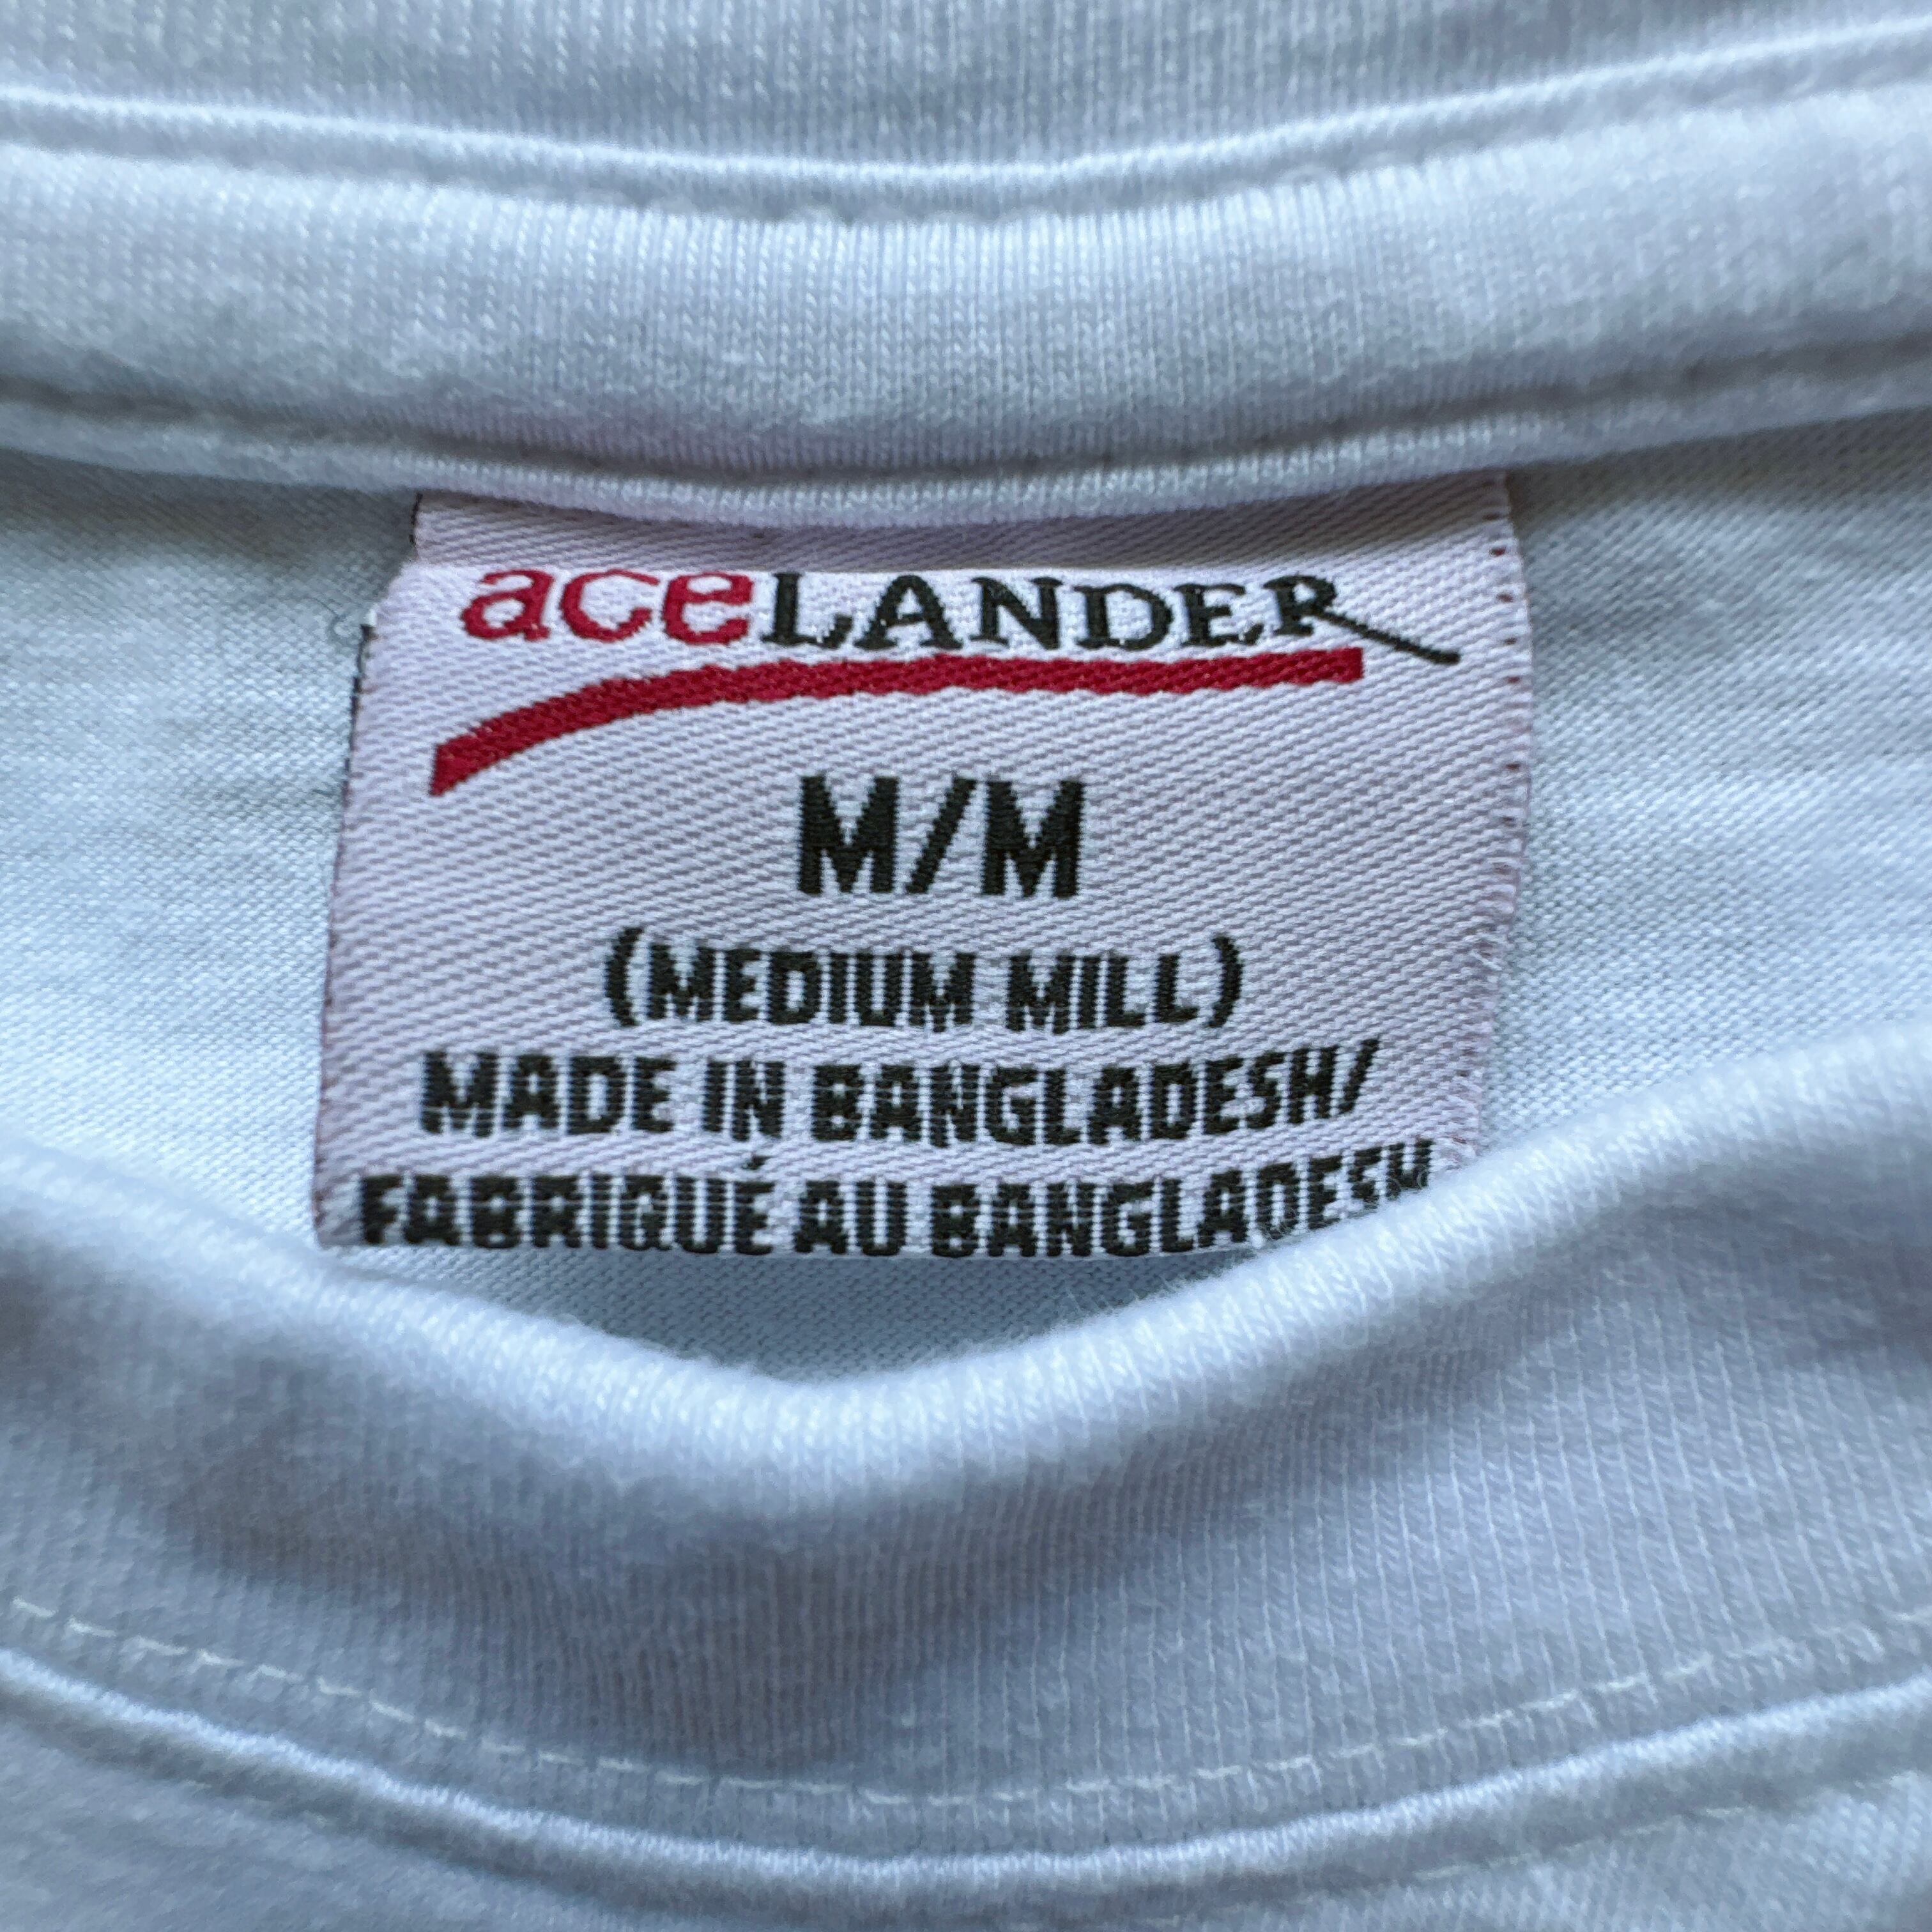 aceLANDER
M/M
(MEDIUM MILL)
MADE IN BANGLADESH/
FABRIQUÉ AU BANGLADESH